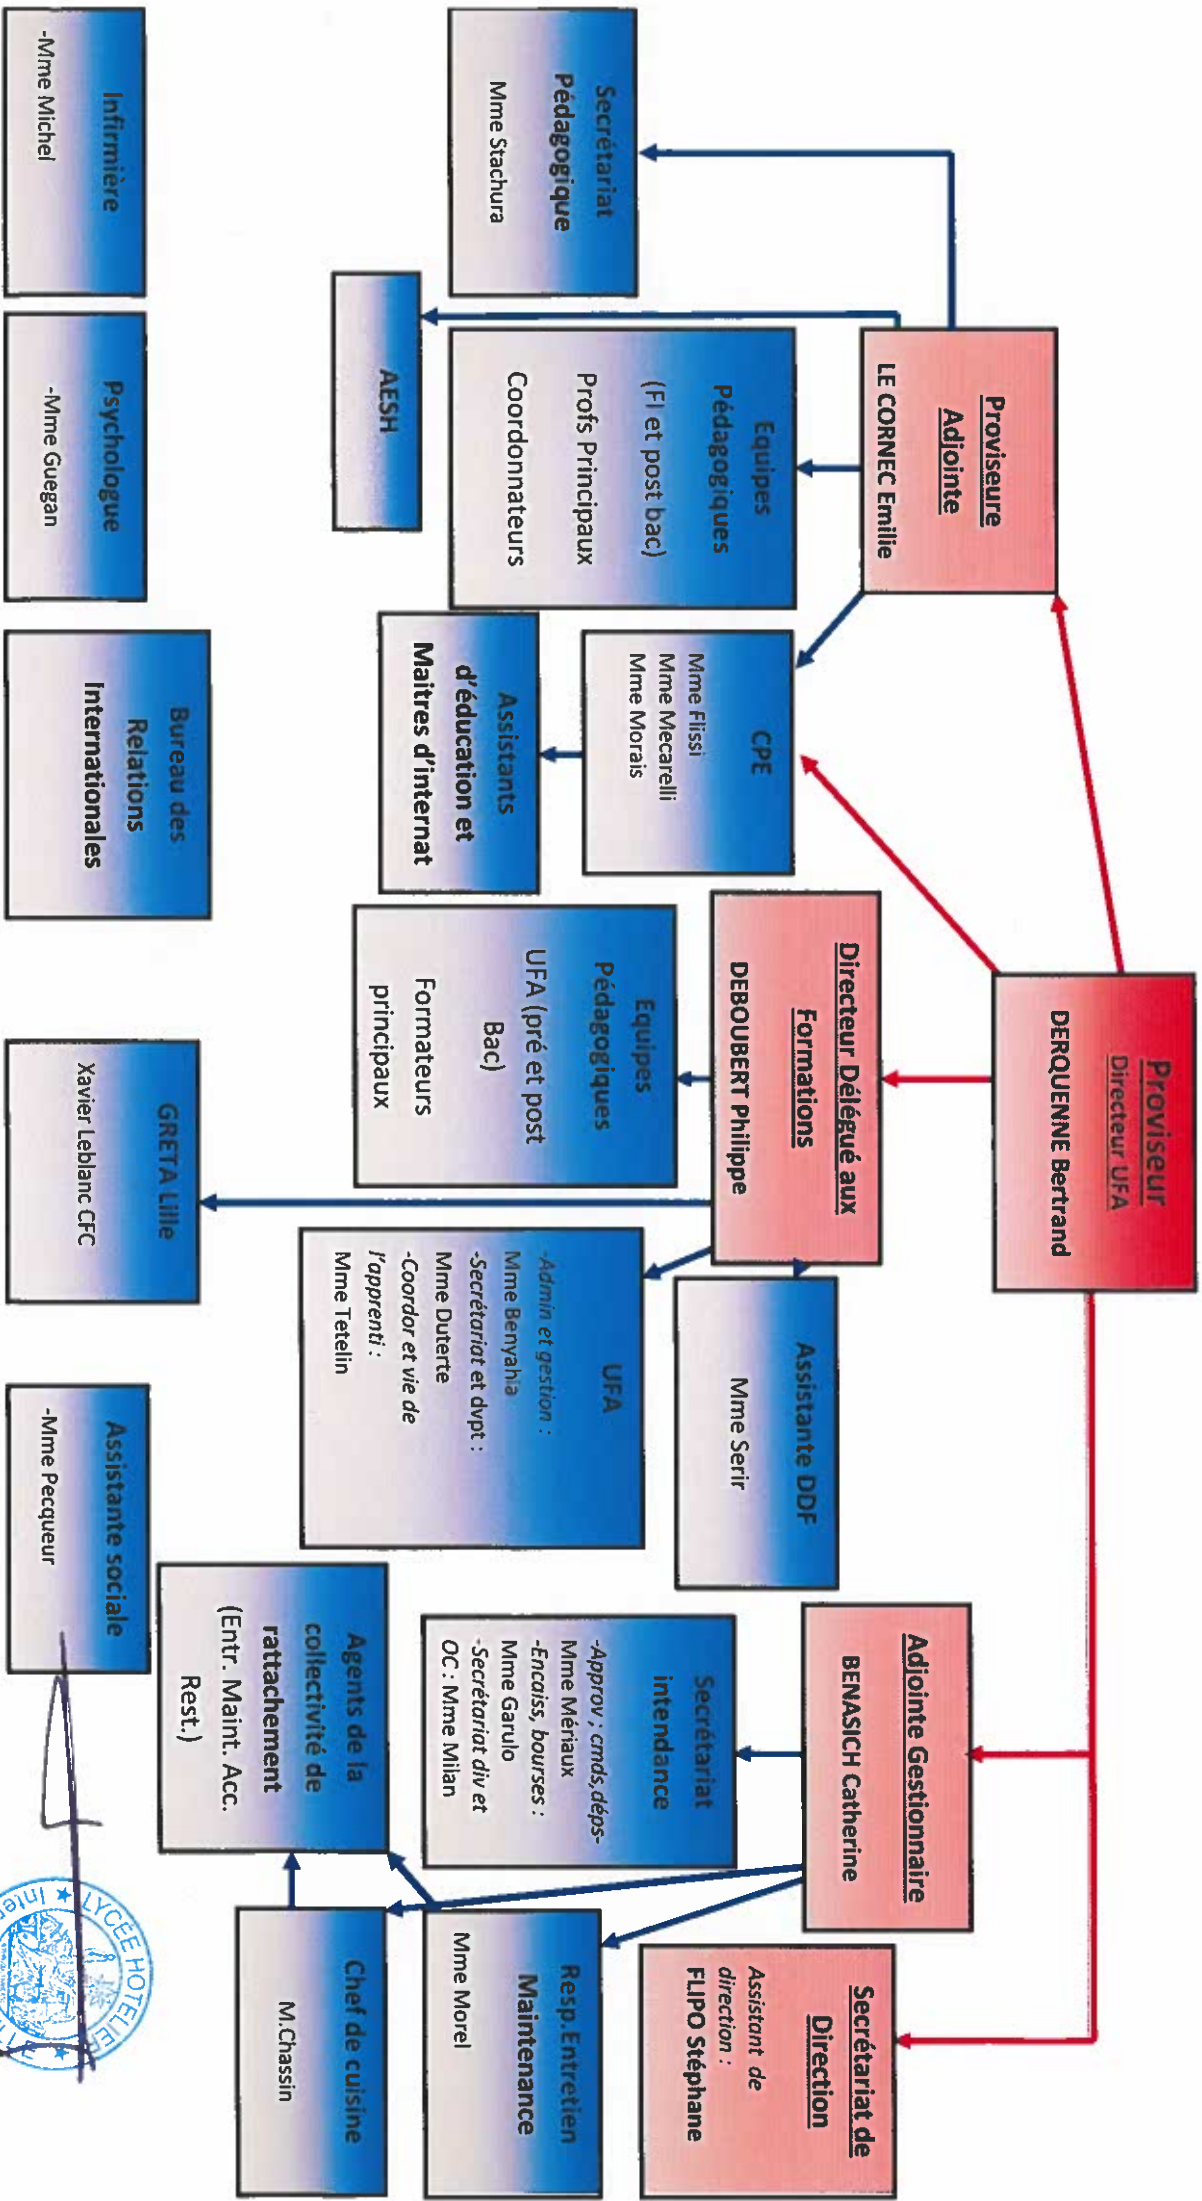 Proviseur
Directeur UFA
DERQUENNE Bertrand
Proviseure
Adjointe
LE CORNEC Emilie
Directeur Délégué aux
Formations
DEBOUBERT Philippe
Adjointe Gestionnaire
BENASICH Catherine
Secrétariat de
Direction
Assistant de
direction :
FLIPO Stéphane
Secrétariat
Pédagogique
Mme Stachura
Equipes
Pédagogiques
(FI et post bac)
Profs Principaux
Coordonnateurs
AESH
CPE
Mme Flissi
Mme Mecarelli
Mme Morais
Assistants
d'éducation et
Maitres d'internat
Equipes
Pédagogiques
UFA (pré et post
Bac)
Formateurs
principaux
Assistante DDF
Mme Serir
UFA
-Admin et gestion :
Mme Benyahia
-Secrétariat et dvpt :
Mme Duterte
-Coordor et vie de
l'apprenti :
Mme Tetelin
Secrétariat
intendance
-Approv ; cmds,déps-
Mme Mériaux
-Encaiss, bourses :
Mme Garulo
-Secrétariat div et
OC : Mme Milan
Resp.Entretien
Maintenance
Mme Morel
Agents de la
collectivité de
rattachement
(Entr. Maint. Acc.
Rest.)
Chef de cuisine
M.Chassin
Infirmière
-Mme Michel
Psychologue
-Mme Guegan
Bureau des
Relations
Internationales
GRETA Lille
Xavier Leblanc CFC
Assistante sociale
-Mme Pecqueur
LYCÉE HOTELIER